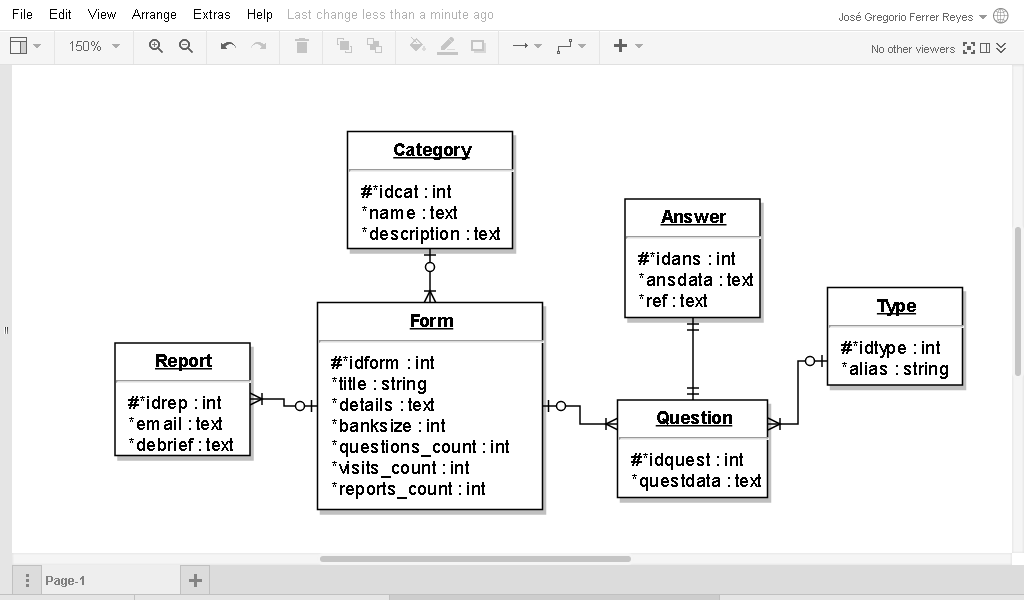 File Edit View Arrange Extras Help Last change less than a minute ago
José Gregorio Ferrer Reyes
150%
No other viewers
Category
#*idcat : int
*name : text
*description : text
Answer
#*idans : int
*ansdata : text
*ref : text
Type
#*idtype : int
*alias : string
Form
#*idform : int
*title : string
*details : text
*banksize : int
*questions_count : int
*visits_count : int
*reports_count : int
Report
#*idrep : int
*email : text
*debrief : text
Question
#*idquest : int
*questdata : text
Page-1